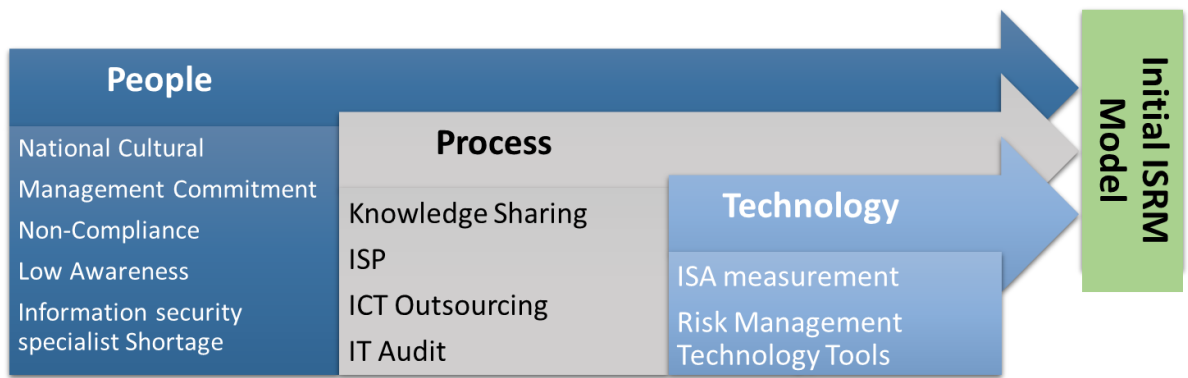 People
National Cultural
Management Commitment
Non-Compliance
Low Awareness
Information security
specialist Shortage
Process
Knowledge Sharing
ISP
ICT Outsourcing
IT Audit
Technology
ISA measurement
Risk Management
Technology Tools
Initial ISRM
Model